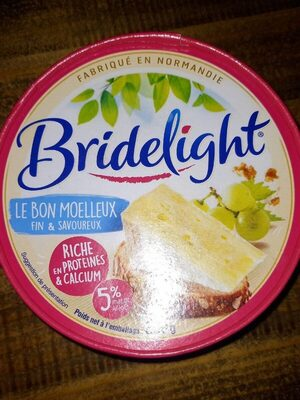 FABRIQUÉ EN NORMANDIE
Bridelight®
LE BON MOELLEUX
FIN & SAVOUREUX
RICHE
EN PROTÉINES
& CALCIUM
5%
Suggestion de présentation
Poids net à l'emballage